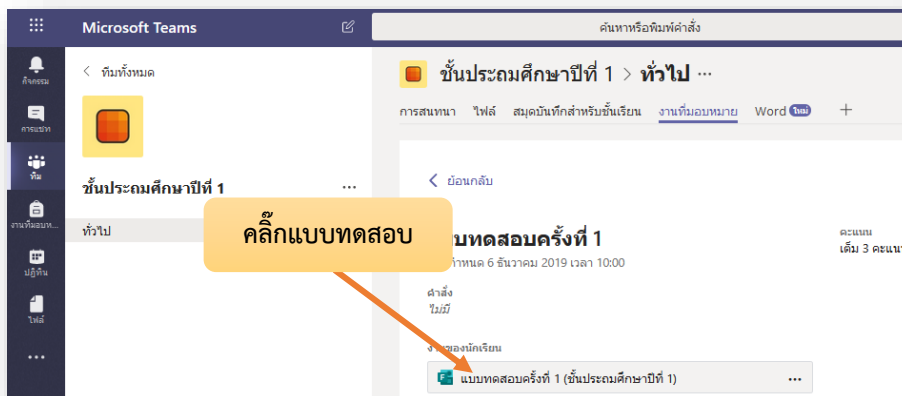 Microsoft Teams
ค้นหาหรือพิมพ์คำสั่ง
กิจกรรม
การแชท
ทีม
งานที่มอบห...
ปฏิทิน
ไฟล์
ทีมทั้งหมด
ชั้นประถมศึกษาปีที่ 1
ทั่วไป
ชั้นประถมศึกษาปีที่ 1 > ทั่วไป ...
การสนทนา ไฟล์ สมุดบันทึกสำหรับชั้นเรียน งานที่มอบหมาย Word ใหม่ +
ย้อนกลับ
คลิ๊กแบบทดสอบ
บทดสอบครั้งที่ 1
กำหนด 6 ธันวาคม 2019 เวลา 10:00
คะแนน
เต็ม 3 คะแนน
คำสั่ง
ไม่มี
งานของนักเรียน
แบบทดสอบครั้งที่ 1 (ชั้นประถมศึกษาปีที่ 1)